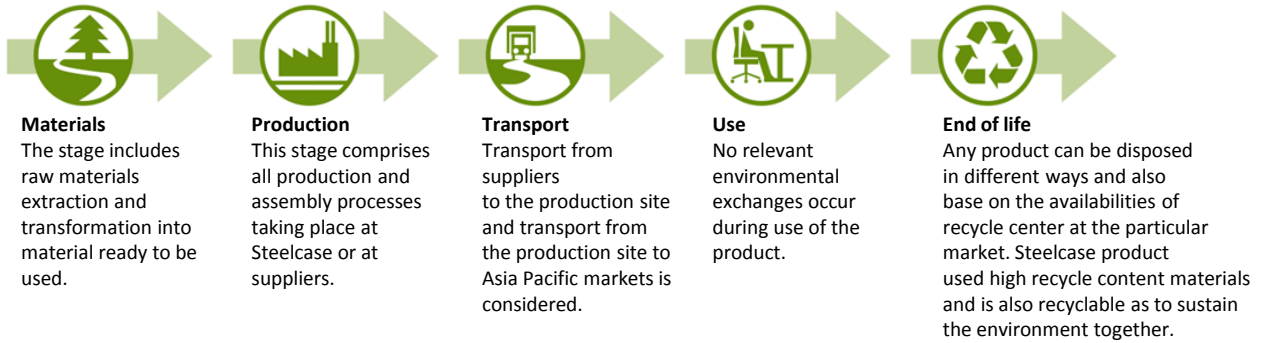 Materials
The stage includes
raw materials
extraction and
transformation into
material ready to be
used.
Production
This stage comprises
all production and
assembly processes
taking place at
Steelcase or at
suppliers.
Transport
Transport from
suppliers
to the production site
and transport from
the production site to
Asia Pacific markets is
considered.
Use
No relevant
environmental
exchanges occur
during use of the
product.
End of life
Any product can be disposed
in different ways and also
base on the availabilities of
recycle center at the particular
market. Steelcase product
used high recycle content materials
and is also recyclable as to sustain
the environment together.